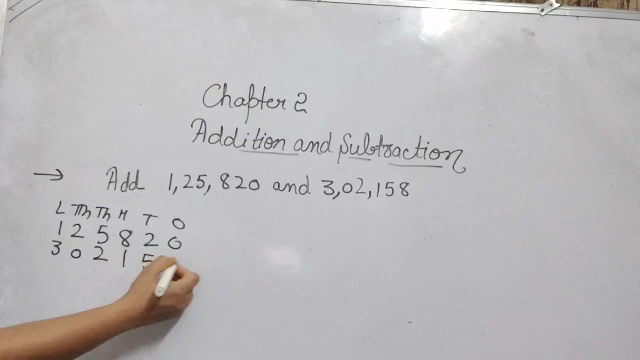 Chapter 2
Addition and Subtraction
→ Add 1,25,820 and 3,02,158
L Th Th H T O
1 2 5 8 2 0
3 0 2 1 5